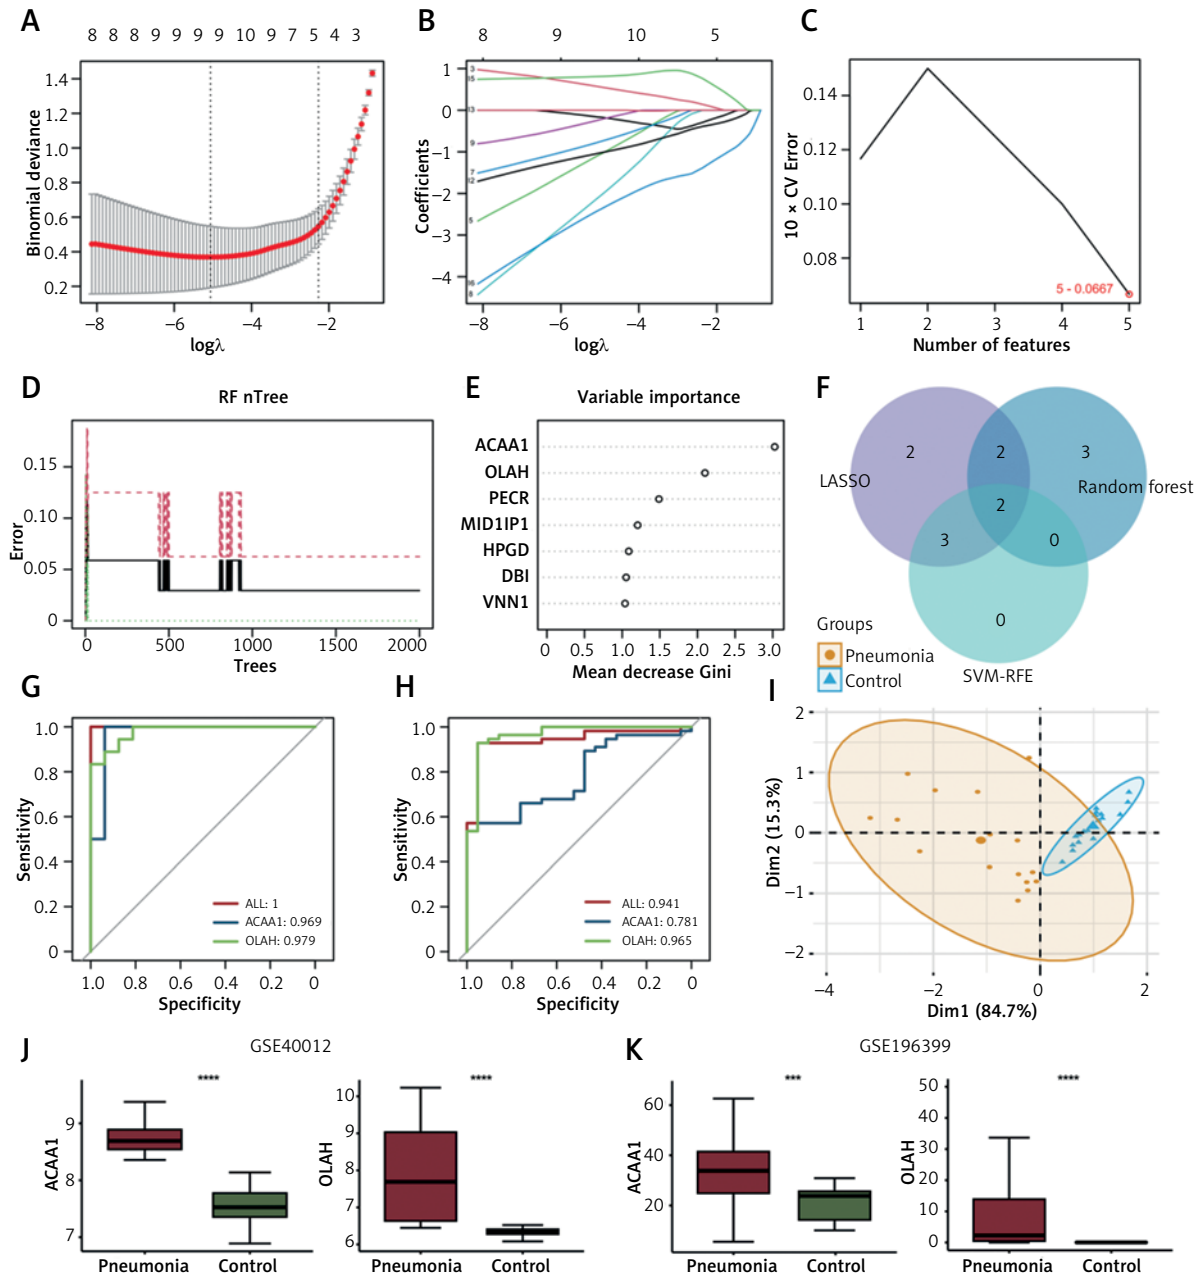 A
8 8 8 9 9 9 9 10 9 7 5 4 3
Binomial deviance
1.4
1.2
1.0
0.8
0.6
0.4
0.2
−8 −6 −4 −2
logλ
B
8 9 10 5
Coefficients
1
0
−1
−2
−3
−4
3
15
13
9
7
12
5
16
8
−8 −6 −4 −2
logλ
C
10 × CV Error
0.14
0.12
0.10
0.08
5 - 0.0667
1 2 3 4 5
Number of features
D
RF nTree
Error
0.15
0.10
0.05
0
0 500 1000 1500 2000
Trees
E
Variable importance
ACAA1
OLAH
PECR
MID1IP1
HPGD
DBI
VNN1
0 0.5 1.0 1.5 2.5 3.0
Mean decrease Gini
F
2 2 3
LASSO
Random forest
2
3 0
0
SVM-RFE
Groups
Pneumonia
Control
G
Sensitivity
1.0
0.8
0.6
0.4
0.2
0
ALL: 1
ACAA1: 0.969
OLAH: 0.979
1.0 0.8 0.6 0.4 0.2 0
Specificity
H
Sensitivity
1.0
0.8
0.6
0.4
0.2
0
ALL: 0.941
ACAA1: 0.781
OLAH: 0.965
1.0 0.8 0.6 0.4 0.2 0
Specificity
I
Dim2 (15.3%)
2
1
0
−1
−2
−4 −2 0 2
Dim1 (84.7%)
J
GSE40012
****
ACAA1
9
8
7
Pneumonia Control
****
OLAH
10
9
8
7
6
Pneumonia Control
K
GSE196399
***
ACAA1
60
40
20
Pneumonia Control
****
OLAH
50
40
30
20
10
0
Pneumonia Control